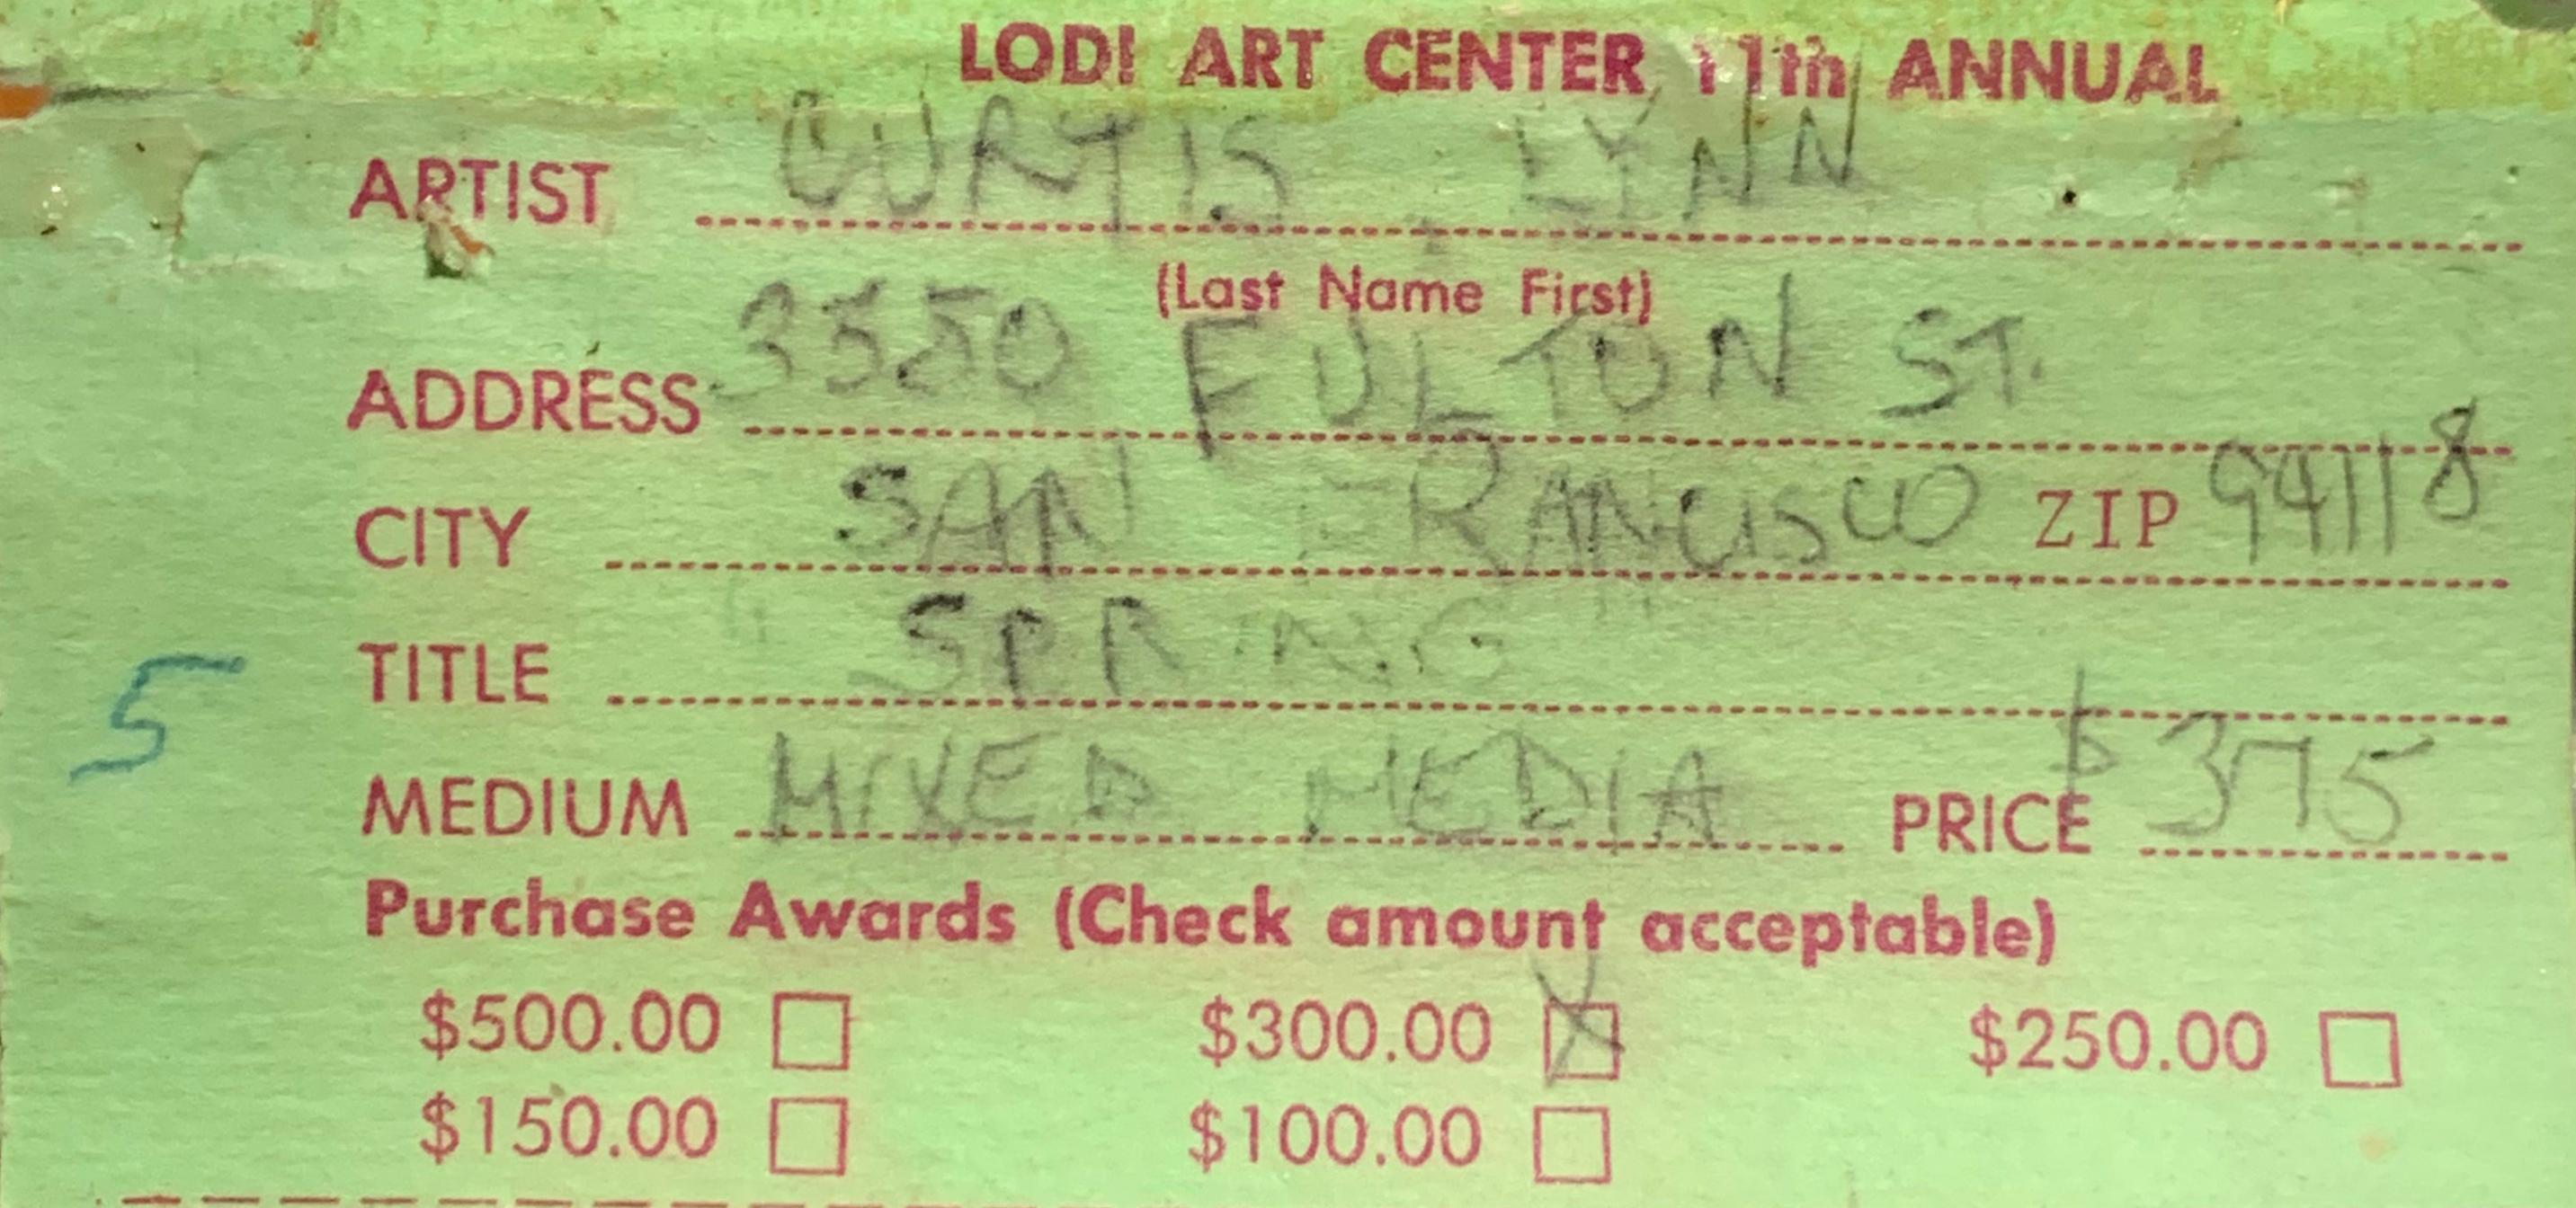 LODI ART CENTER 11th ANNUAL
ARTIST CURTIS, LYNN
(Last Name First)
ADDRESS 3550 FULTON ST.
CITY SAN FRANCISCO ZIP 94118
TITLE "SPRING"
5
MEDIUM MIXED MEDIA PRICE $375
Purchase Awards (Check amount acceptable)
$500.00 ☐ $300.00 ☒ $250.00 ☐
$150.00 ☐ $100.00 ☐